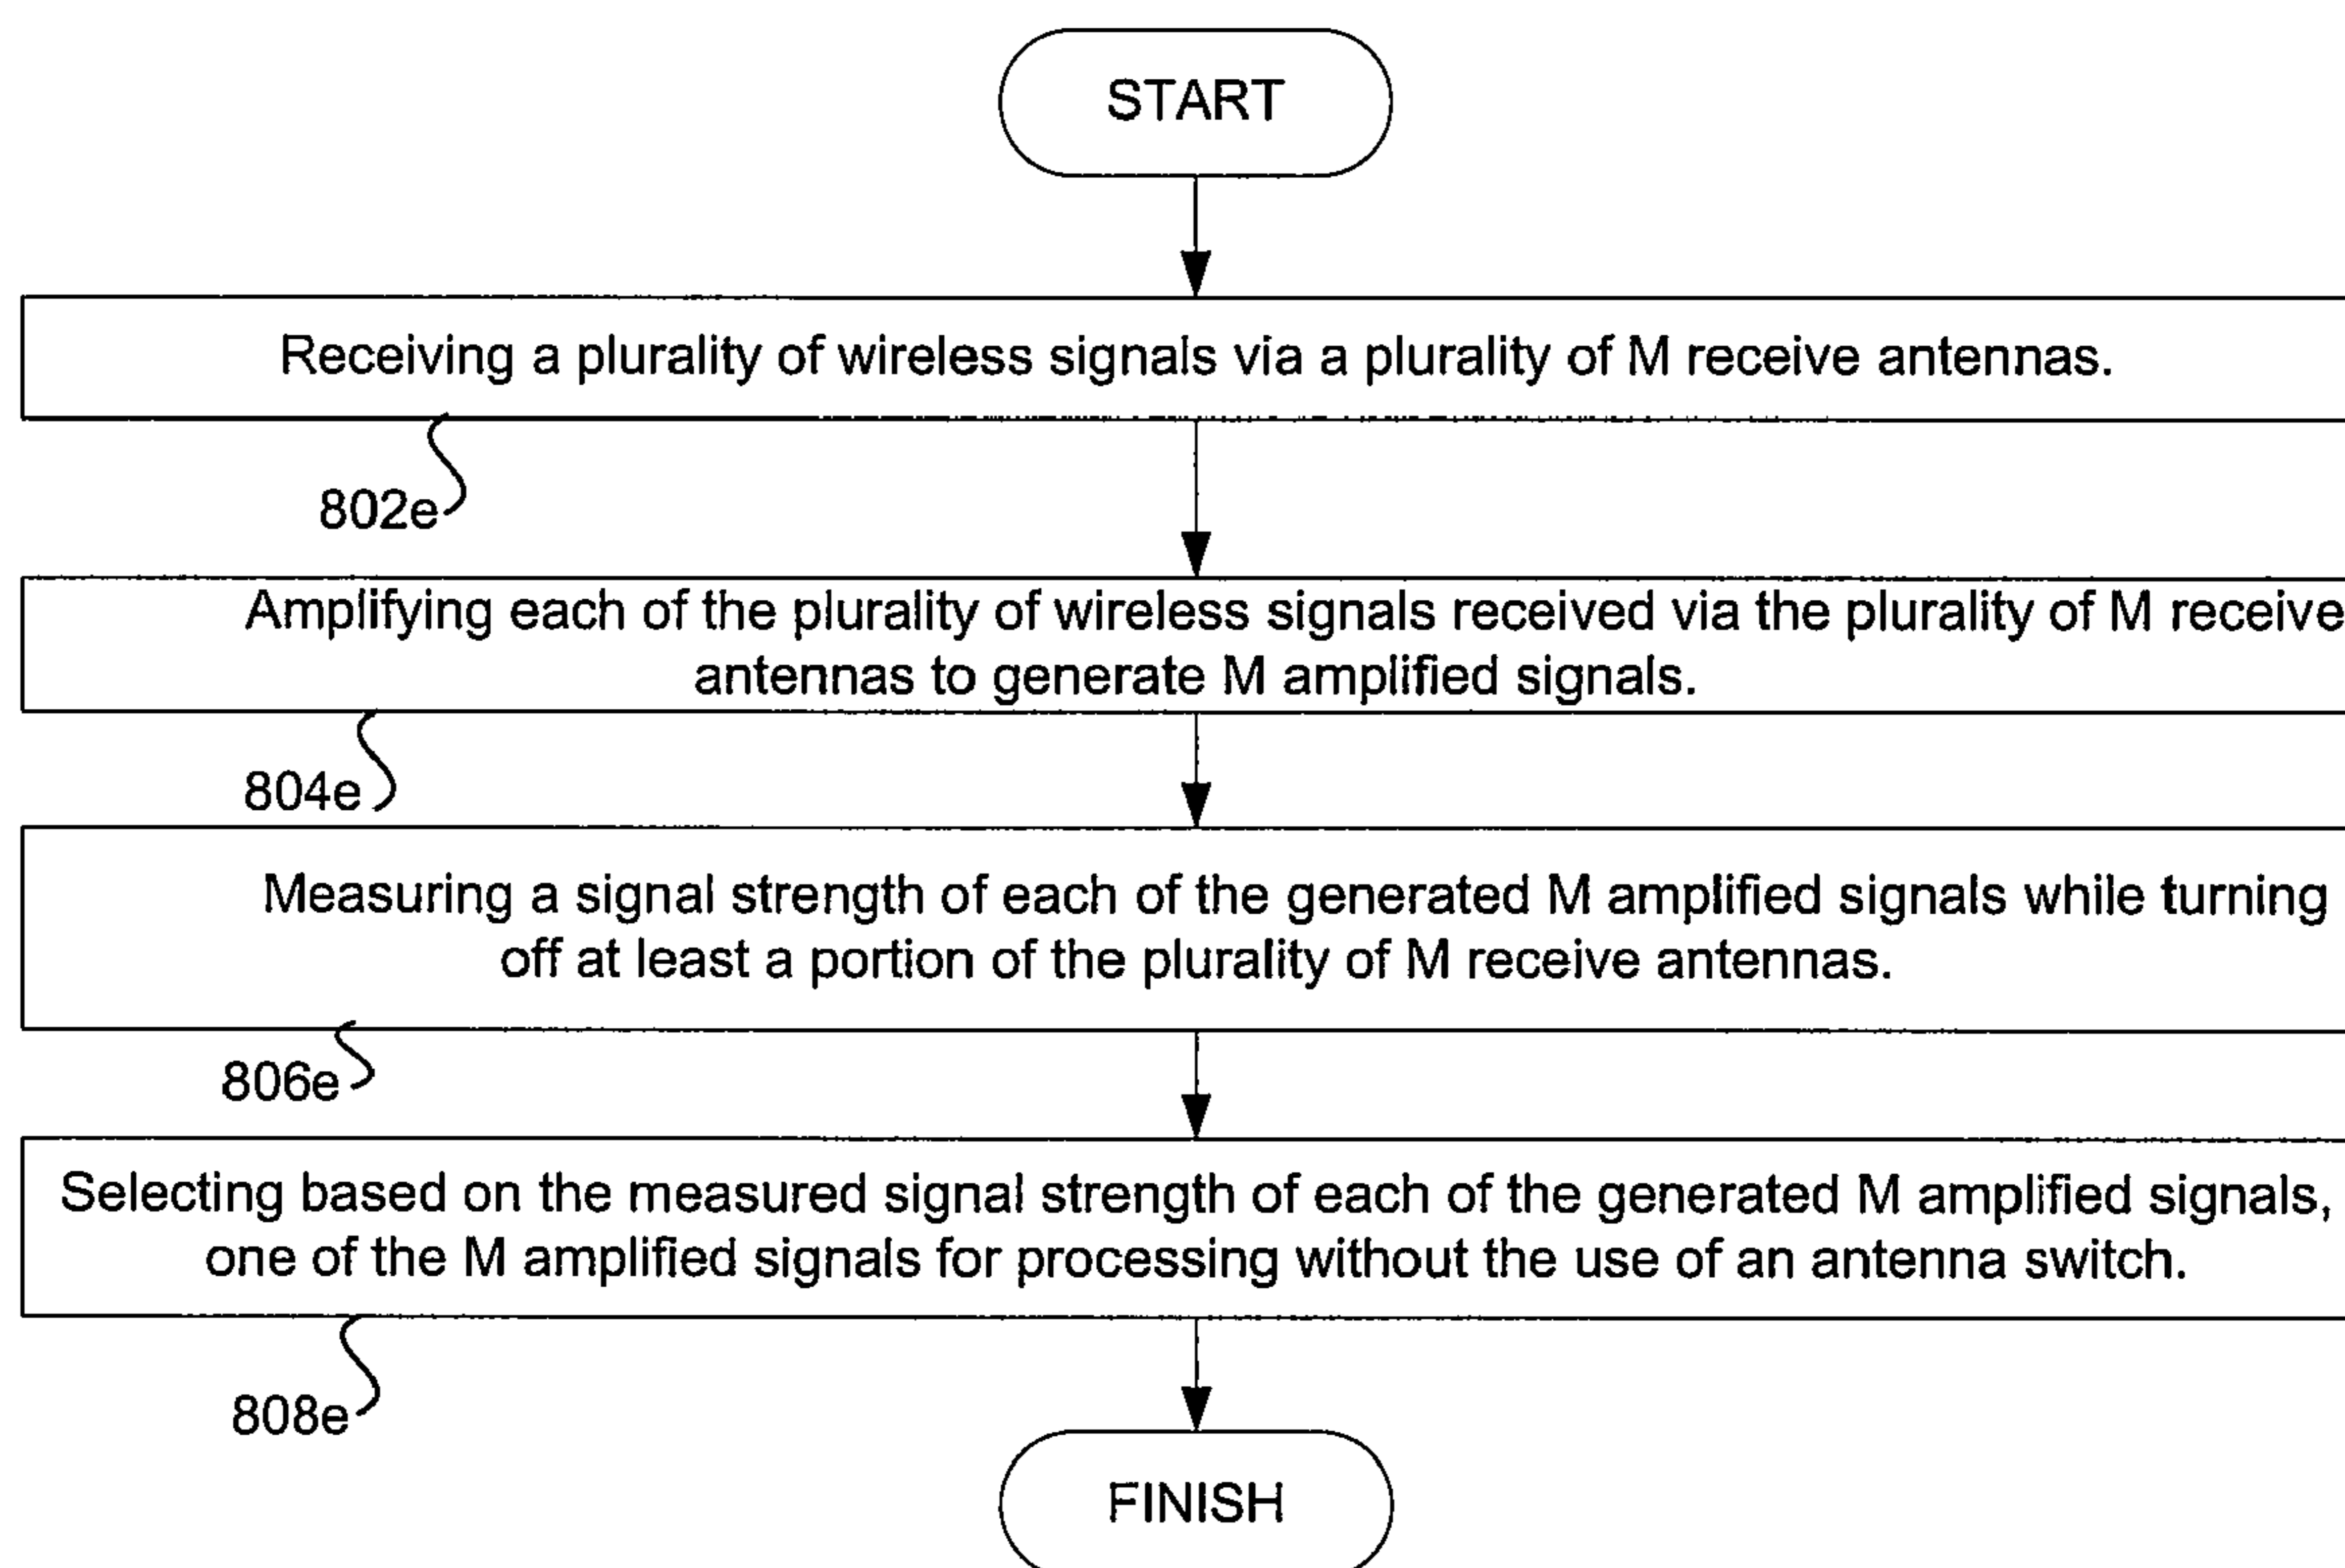 START
Receiving a plurality of wireless signals via a plurality of M receive antennas.
802e
Amplifying each of the plurality of wireless signals received via the plurality of M receive
antennas to generate M amplified signals.
804e
Measuring a signal strength of each of the generated M amplified signals while turning
off at least a portion of the plurality of M receive antennas.
806e
Selecting based on the measured signal strength of each of the generated M amplified signals,
one of the M amplified signals for processing without the use of an antenna switch.
808e
FINISH